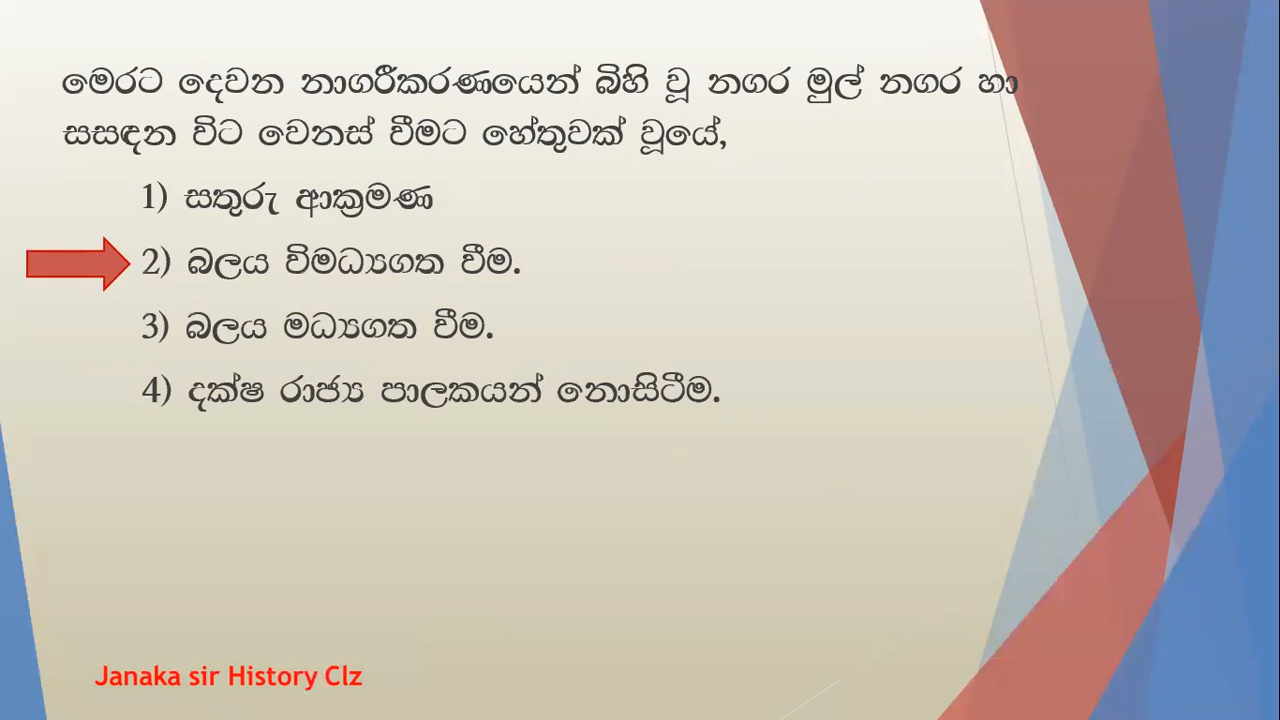 මෙරට දෙවන නාගරීකරණයෙන් බිහි වූ නගර මුල් නගර හා
සසඳන විට වෙනස් වීමට හේතුවක් වූයේ,
1) සතුරු ආක්‍රමණ
2) බලය විමධ්‍යගත වීම.
3) බලය මධ්‍යගත වීම.
4) දක්ෂ රාජ්‍ය පාලකයන් නොසිටීම.
Janaka sir History Clz